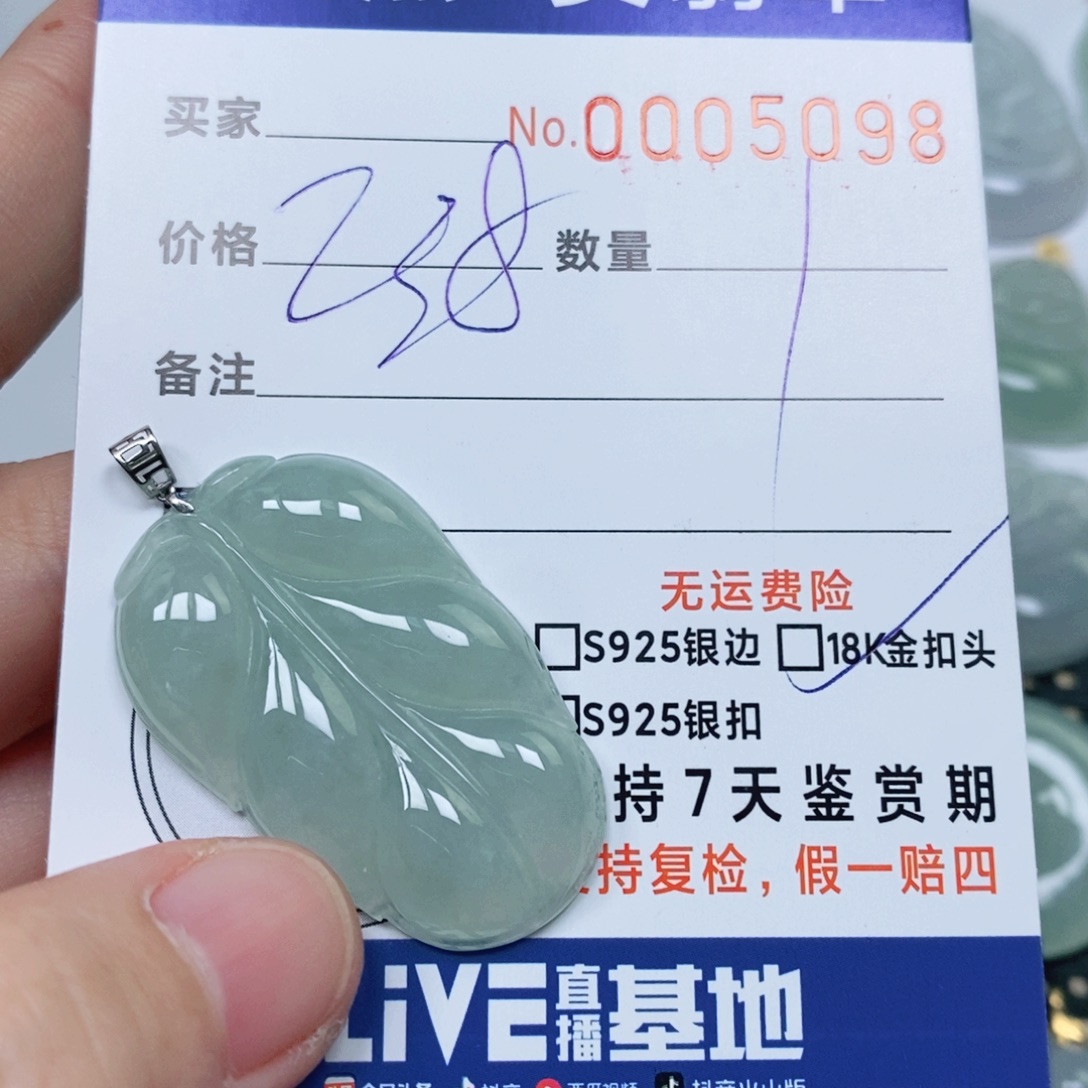 买家 No.0005098
价格 258 数量 1
备注
无运费险
S925银边 18K金扣头
S925银扣
持7天鉴赏期
持复检，假一赔四
LiVE直播基地